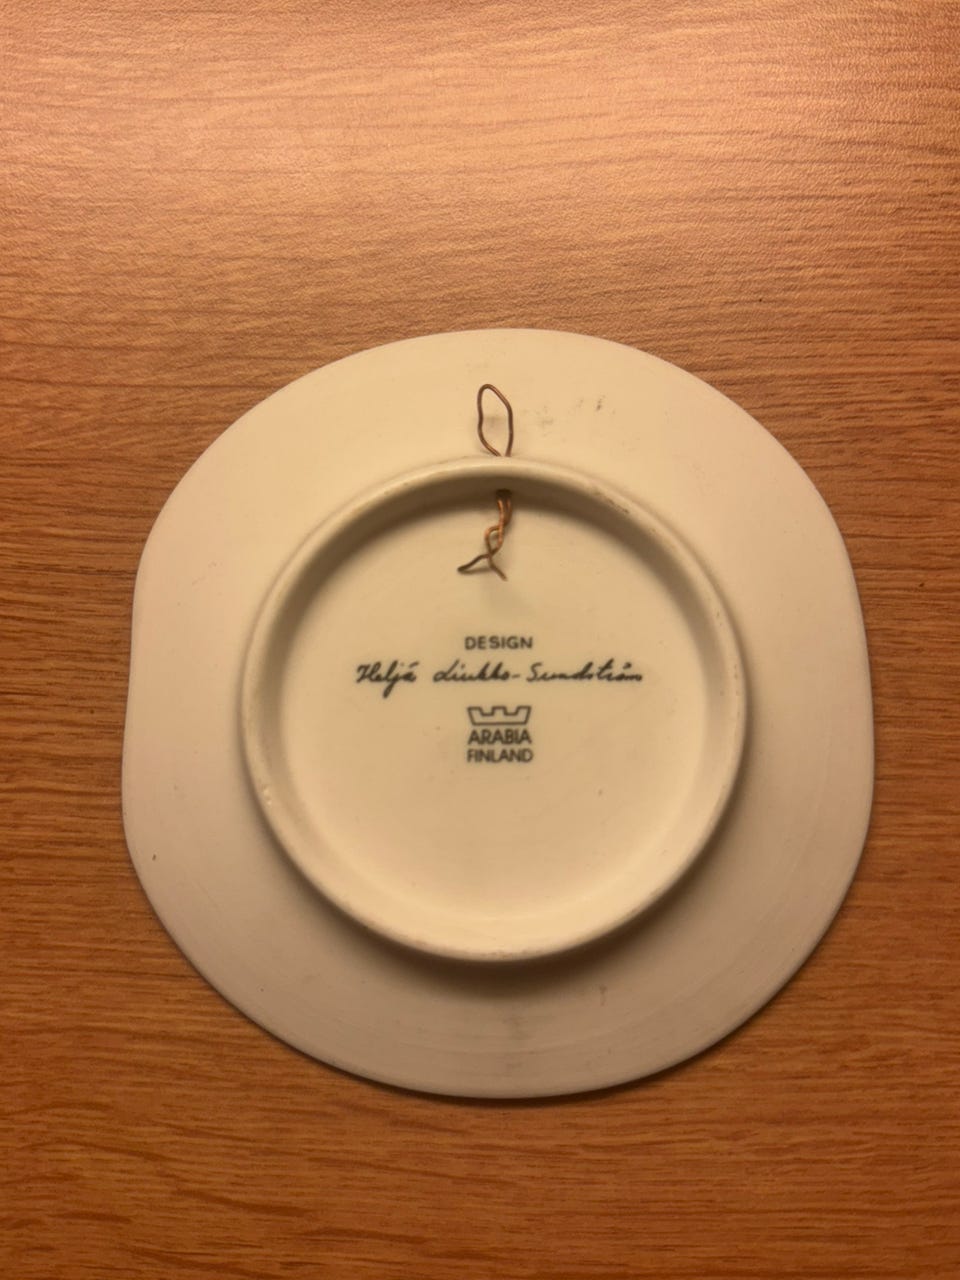 DESIGN
Heljä Liukko-Sundström
ARABIA
FINLAND